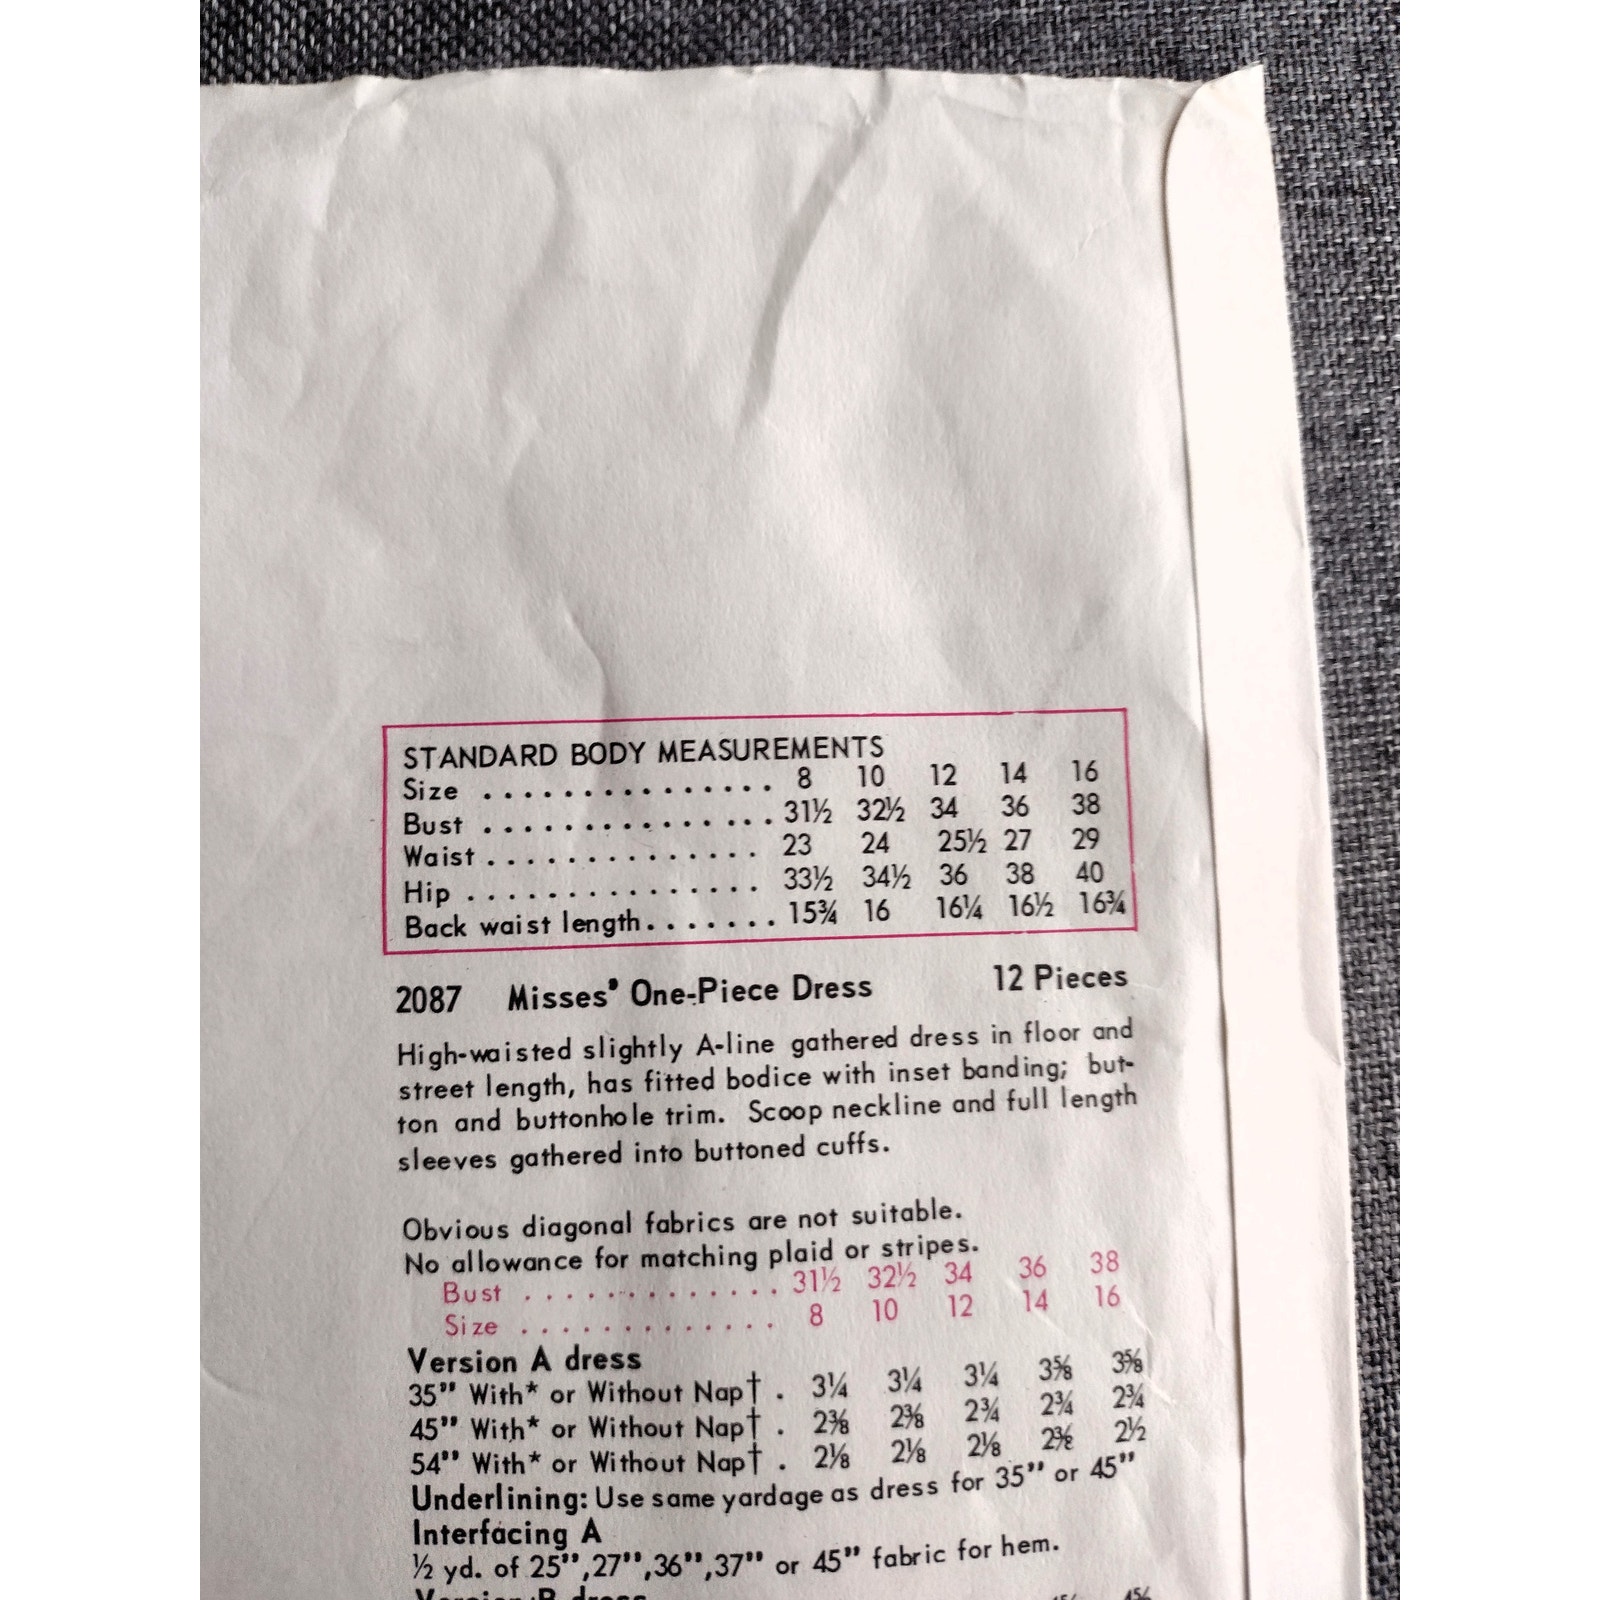 STANDARD BODY MEASUREMENTS
Size ............... 8 10 12 14 16
Bust ............... 31½ 32½ 34 36 38
Waist .............. 23 24 25½ 27 29
Hip ............... 33½ 34½ 36 38 40
Back waist length....... 15¾ 16 16¼ 16½ 16¾
2087 Misses' One-Piece Dress 12 Pieces
High-waisted slightly A-line gathered dress in floor and
street length, has fitted bodice with inset banding; but-
ton and buttonhole trim. Scoop neckline and full length
sleeves gathered into buttoned cuffs.
Obvious diagonal fabrics are not suitable.
No allowance for matching plaid or stripes.
Bust ............. 31½ 32½ 34 36 38
Size ............. 8 10 12 14 16
Version A dress
35" With* or Without Nap† . 3¼ 3¼ 3¼ 3⅝ 3⅝
45" With* or Without Nap† . 2⅜ 2⅜ 2¾ 2¾ 2¾
54" With* or Without Nap† . 2⅛ 2⅛ 2⅛ 2⅜ 2½
Underlining: Use same yardage as dress for 35" or 45"
Interfacing A
½ yd. of 25",27",36",37" or 45" fabric for hem.
Version B dress